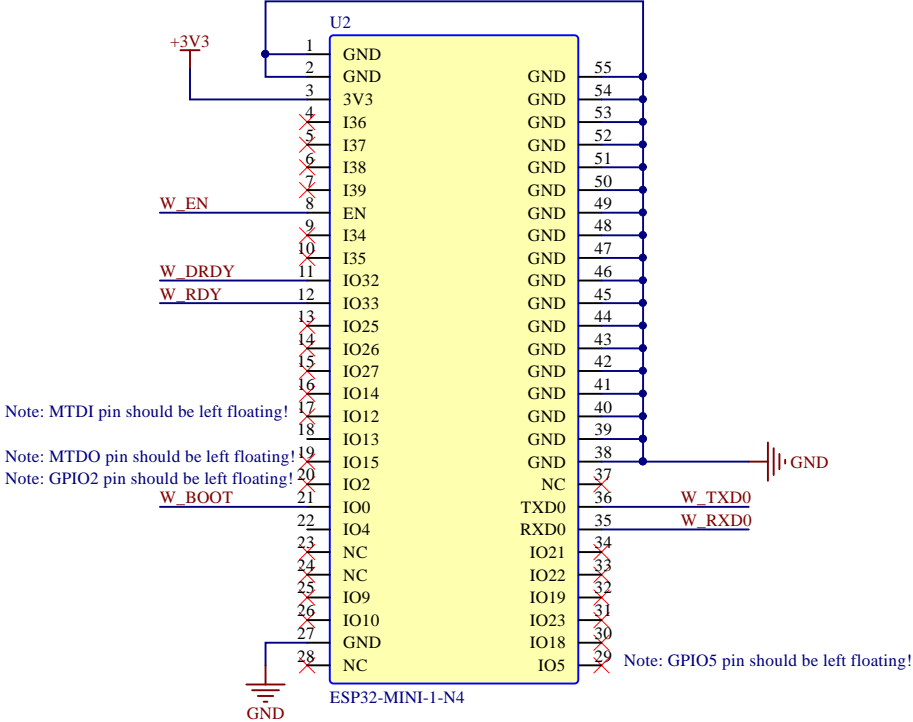 U2
+3V3
1 GND
2 GND GND 55
3 3V3 GND 54
4 I36 GND 53
5 I37 GND 52
6 I38 GND 51
7 I39 GND 50
W_EN 8 EN GND 49
9 I34 GND 48
10 I35 GND 47
W_DRDY 11 IO32 GND 46
W_RDY 12 IO33 GND 45
13 IO25 GND 44
14 IO26 GND 43
15 IO27 GND 42
16 IO14 GND 41
Note: MTDI pin should be left floating! 17 IO12 GND 40
18 IO13 GND 39
Note: MTDO pin should be left floating! 19 IO15 GND 38 GND
Note: GPIO2 pin should be left floating! 20 IO2 NC 37
W_BOOT 21 IO0 TXD0 36 W_TXD0
22 IO4 RXD0 35 W_RXD0
23 NC IO21 34
24 NC IO22 33
25 IO9 IO19 32
26 IO10 IO23 31
27 GND IO18 30
28 NC IO5 29 Note: GPIO5 pin should be left floating!
ESP32-MINI-1-N4
GND